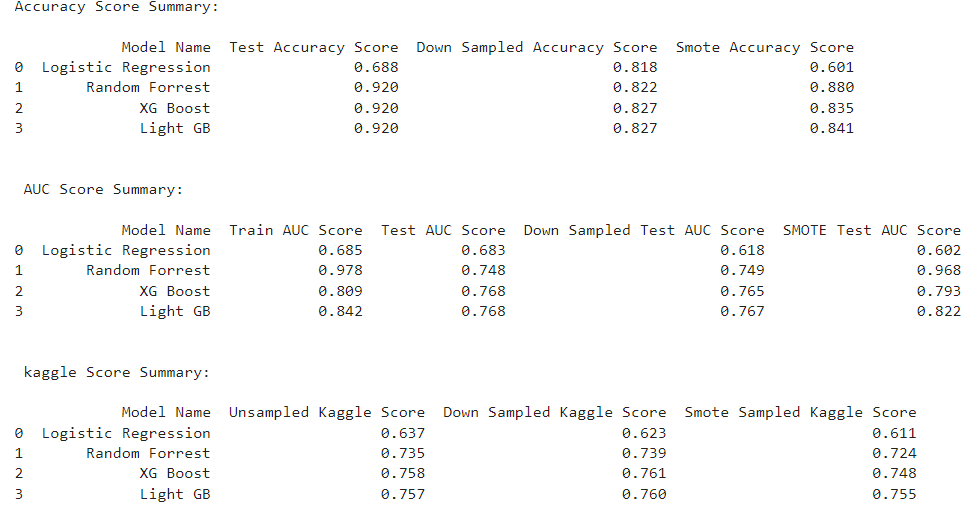 Accuracy Score Summary:
Model Name Test Accuracy Score Down Sampled Accuracy Score Smote Accuracy Score
0 Logistic Regression 0.688 0.818 0.601
1 Random Forrest 0.920 0.822 0.880
2 XG Boost 0.920 0.827 0.835
3 Light GB 0.920 0.827 0.841
AUC Score Summary:
Model Name Train AUC Score Test AUC Score Down Sampled Test AUC Score SMOTE Test AUC Score
0 Logistic Regression 0.685 0.683 0.618 0.602
1 Random Forrest 0.978 0.748 0.749 0.968
2 XG Boost 0.809 0.768 0.765 0.793
3 Light GB 0.842 0.768 0.767 0.822
kaggle Score Summary:
Model Name Unsampled Kaggle Score Down Sampled Kaggle Score Smote Sampled Kaggle Score
0 Logistic Regression 0.637 0.623 0.611
1 Random Forrest 0.735 0.739 0.724
2 XG Boost 0.758 0.761 0.748
3 Light GB 0.757 0.760 0.755